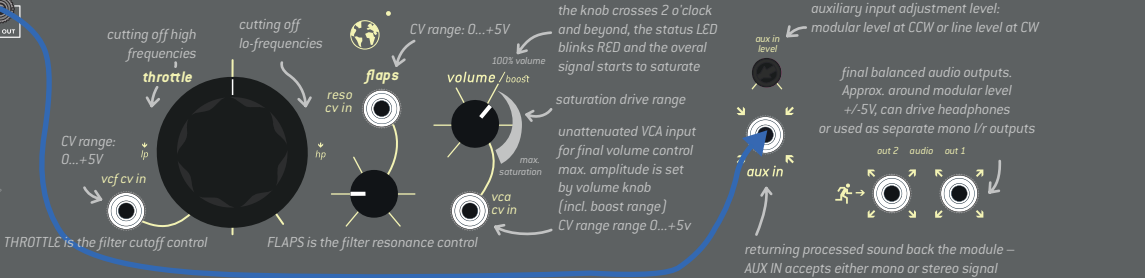 OUT
cutting off high
frequencies
throttle
cutting off
lo-frequencies
CV range:
0...+5V
lp
hp
vcf cv in
THROTTLE is the filter cutoff control
CV range: 0...+5V
flaps
reso
cv in
FLAPS is the filter resonance control
the knob crosses 2 o'clock
and beyond, the status LED
blinks RED and the overal
signal starts to saturate
100% volume
volume / boost
saturation drive range
max.
saturation
unattenuated VCA input
for final volume control
max. amplitude is set
by volume knob
(incl. boost range)
CV range range 0...+5v
vca
cv in
auxiliary input adjustment level:
modular level at CCW or line level at CW
aux in
level
aux in
final balanced audio outputs.
Approx. around modular level
+/-5V, can drive headphones
or used as separate mono l/r outputs
out 2 audio out 1
returning processed sound back the module –
AUX IN accepts either mono or stereo signal